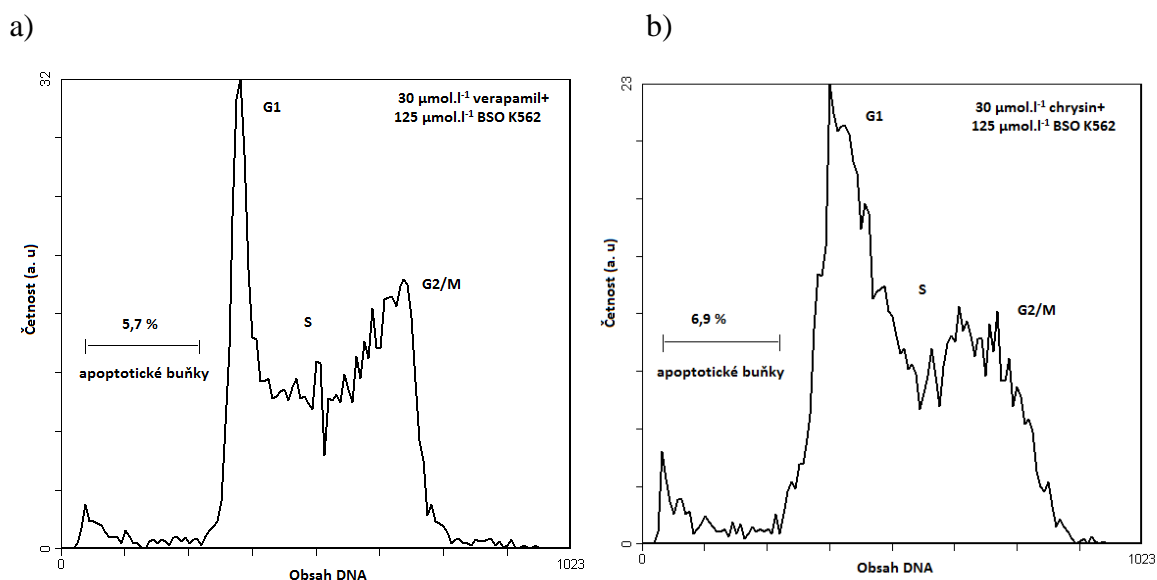 a)
32
30 µmol.l-1 verapamil+
125 µmol.l-1 BSO K562
G1
G2/M
S
5,7 %
apoptotické buňky
Četnost (a. u)
0
0
1023
Obsah DNA
b)
23
30 µmol.l-1 chrysin+
125 µmol.l-1 BSO K562
G1
S
G2/M
6,9 %
apoptotické buňky
Četnost (a. u)
0
0
1023
Obsah DNA